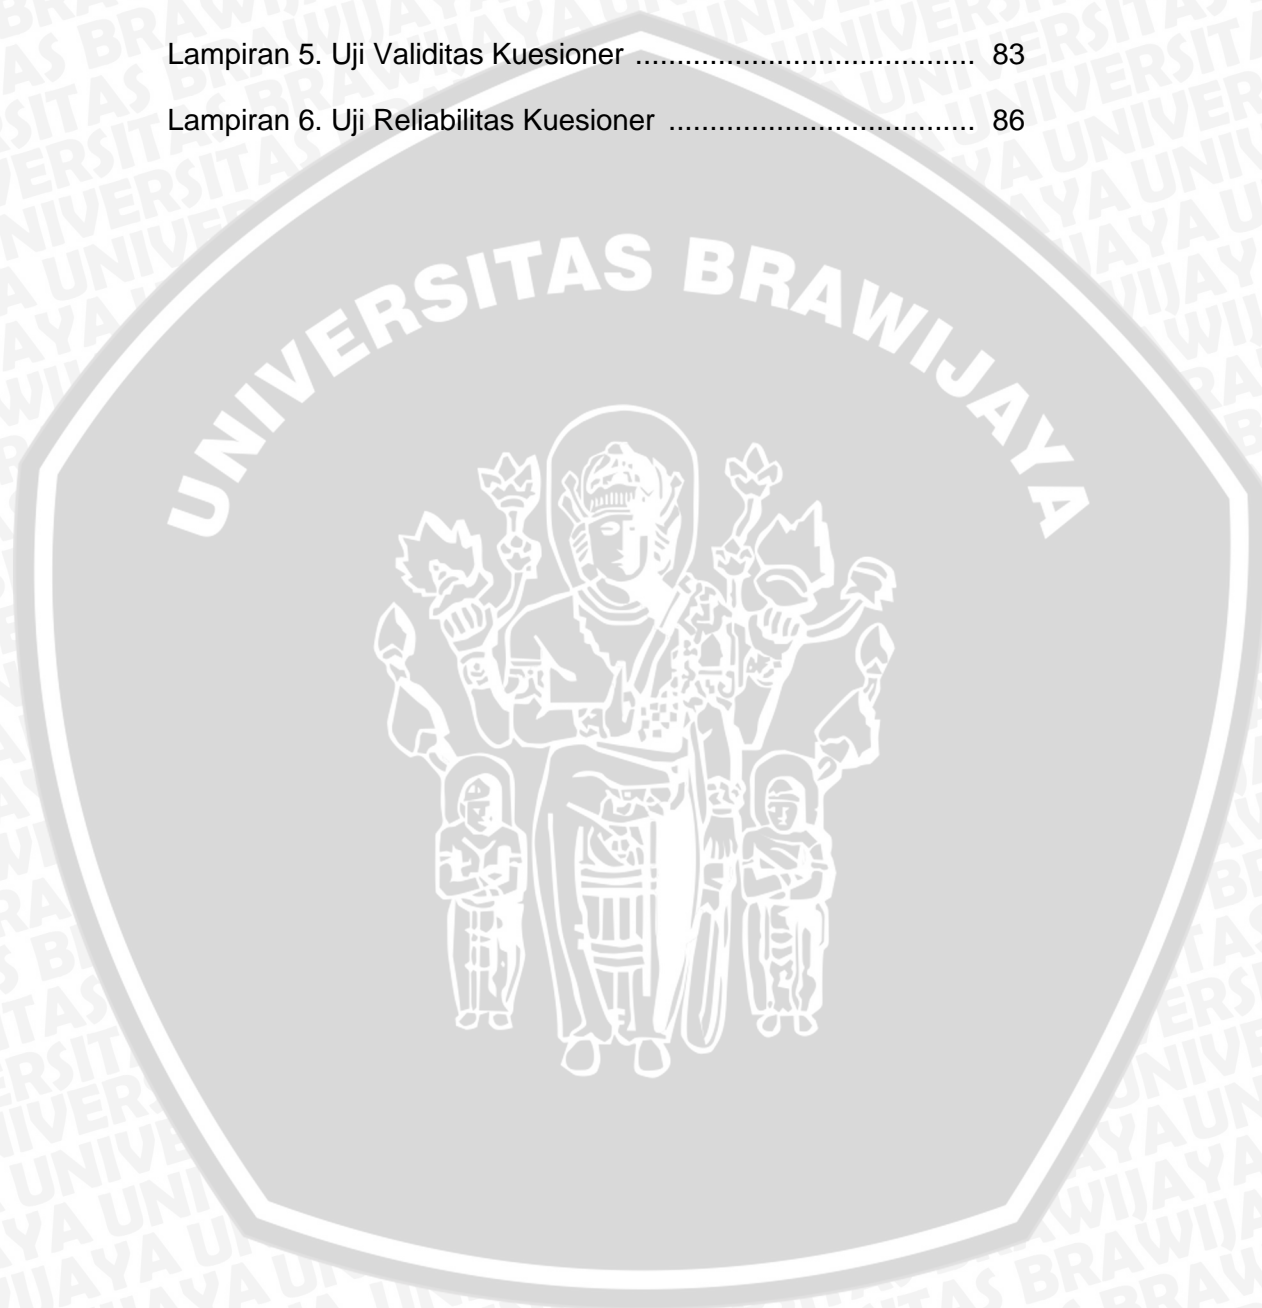 Lampiran 5. Uji Validitas Kuesioner ......................................... 83
Lampiran 6. Uji Reliabilitas Kuesioner ..................................... 86
UNIVERSITAS BRAWIJAYA